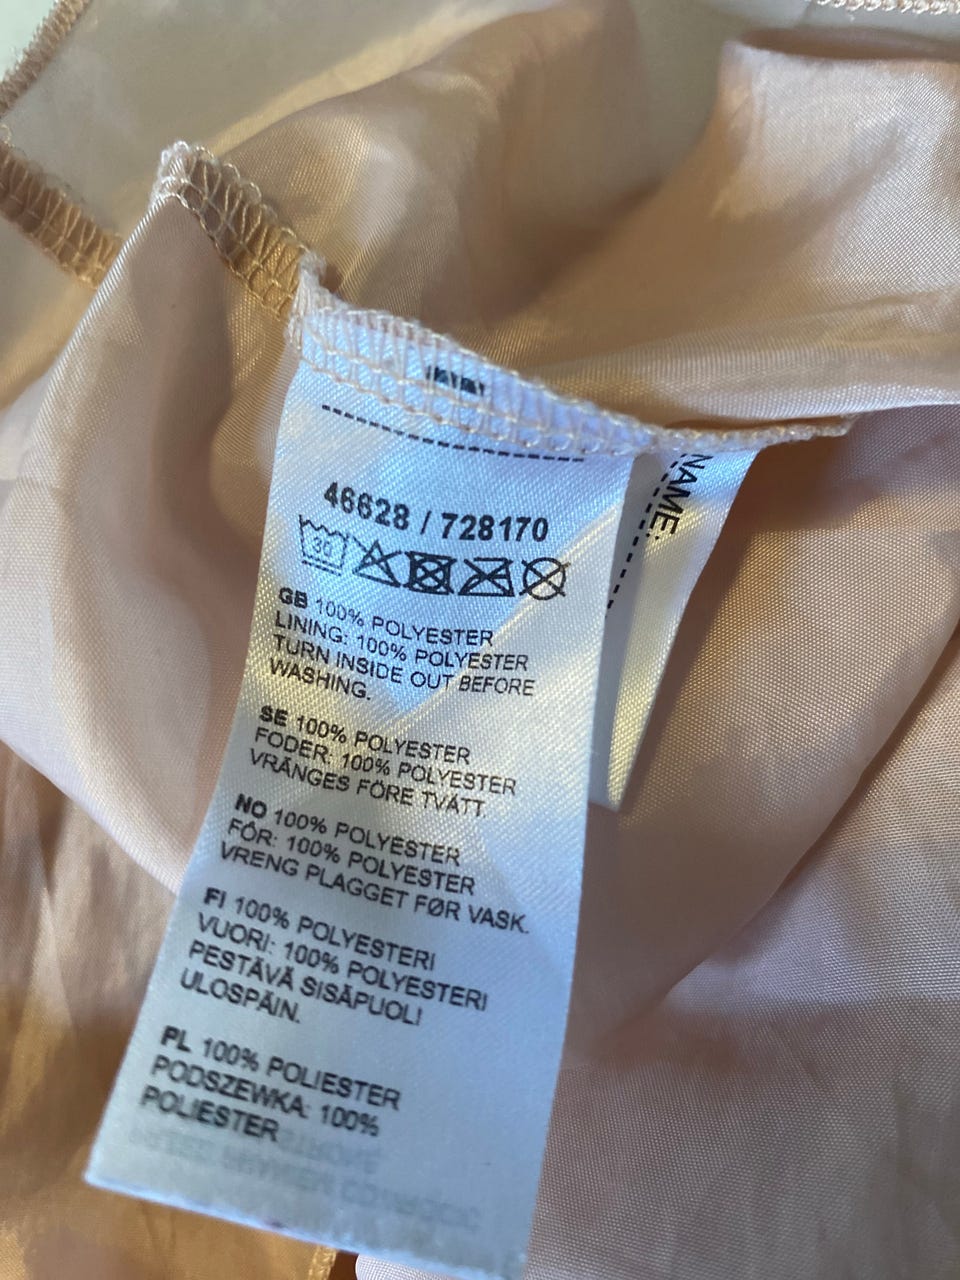 46628 / 728170
30
GB 100% POLYESTER
LINING: 100% POLYESTER
TURN INSIDE OUT BEFORE
WASHING.
SE 100% POLYESTER
FODER: 100% POLYESTER
VRÄNGES FÖRE TVÄTT.
NO 100% POLYESTER
FÔR: 100% POLYESTER
VRENG PLAGGET FØR VASK.
FI 100% POLYESTERI
VUORI: 100% POLYESTERI
PESTÄVÄ SISÄPUOLI
ULOSPÄIN.
PL 100% POLIESTER
PODSZEWKA: 100%
POLIESTER
NAME: